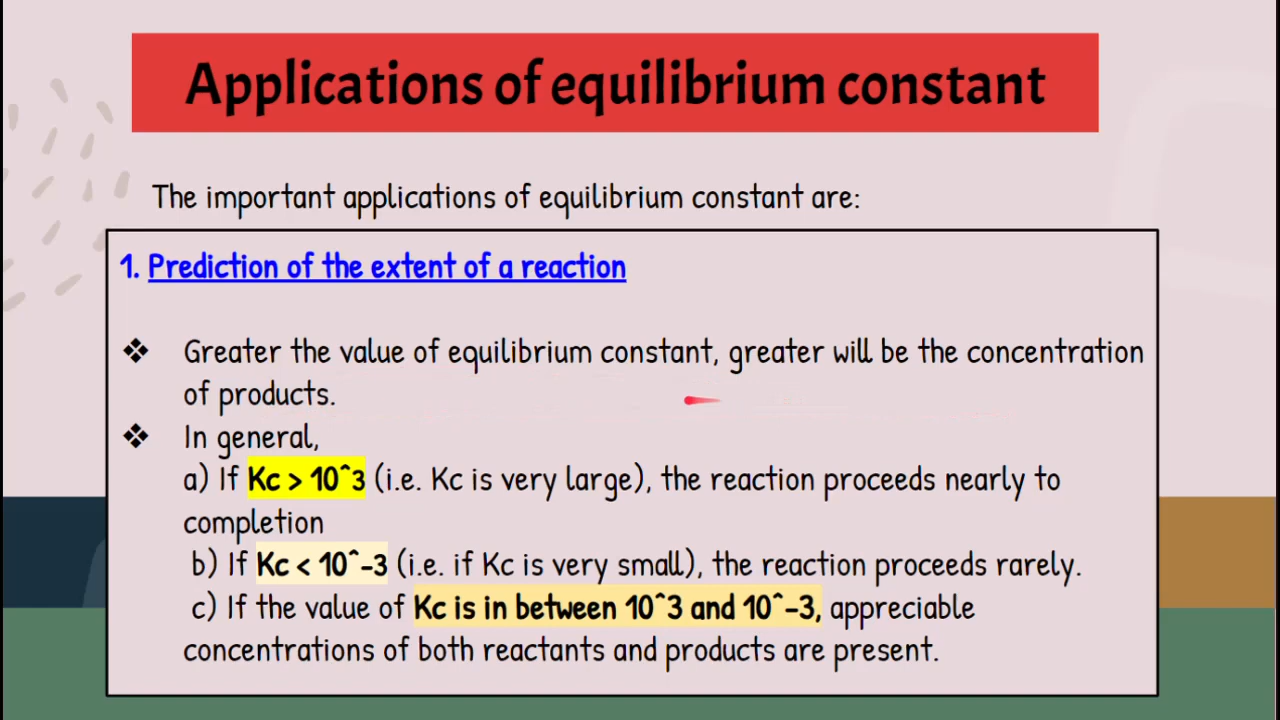 Applications of equilibrium constant
The important applications of equilibrium constant are:
1. Prediction of the extent of a reaction
❖ Greater the value of equilibrium constant, greater will be the concentration
of products.
❖ In general,
a) If Kc > 10^3 (i.e. Kc is very large), the reaction proceeds nearly to
completion
b) If Kc < 10^-3 (i.e. if Kc is very small), the reaction proceeds rarely.
c) If the value of Kc is in between 10^3 and 10^-3, appreciable
concentrations of both reactants and products are present.